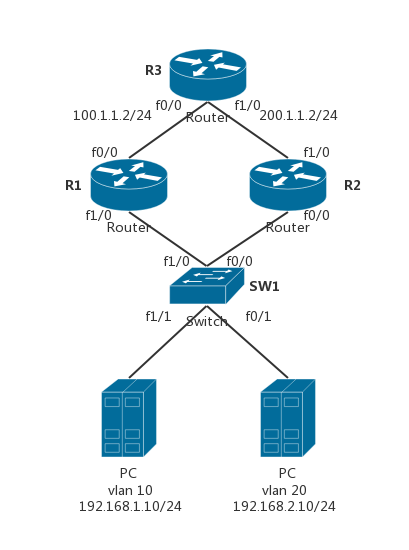 R3
f0/0
f1/0
100.1.1.2/24
Router
200.1.1.2/24
f0/0
f1/0
R1
R2
f1/0
f0/0
Router
Router
f1/0
f0/0
SW1
f1/1
Switch
f0/1
PC
PC
vlan 10
vlan 20
192.168.1.10/24
192.168.2.10/24